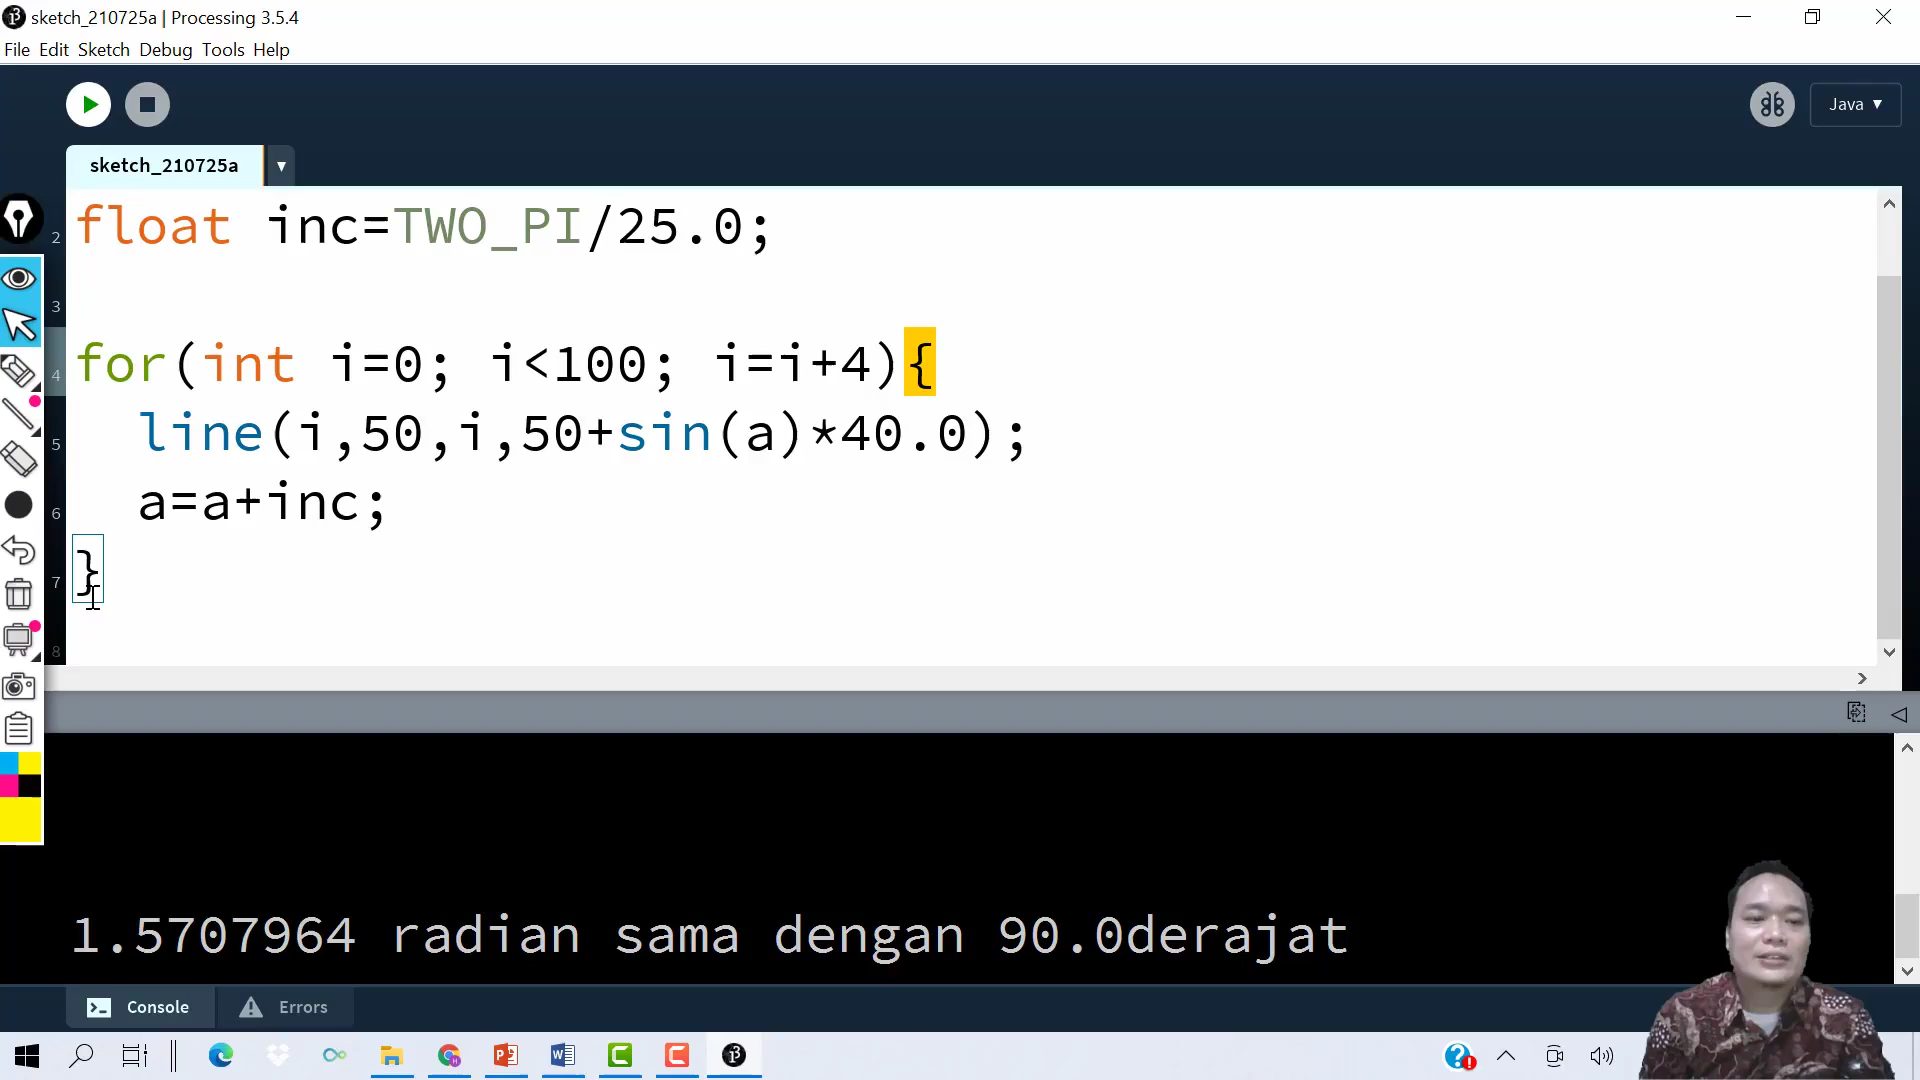 sketch_210725a | Processing 3.5.4
File Edit Sketch Debug Tools Help
Java ▼
sketch_210725a ▼
2 float inc=TWO_PI/25.0;
3
4 for(int i=0; i<100; i=i+4){
5 line(i,50,i,50+sin(a)*40.0);
6 a=a+inc;
7 }
8
1.5707964 radian sama dengan 90.0derajat
Console Errors